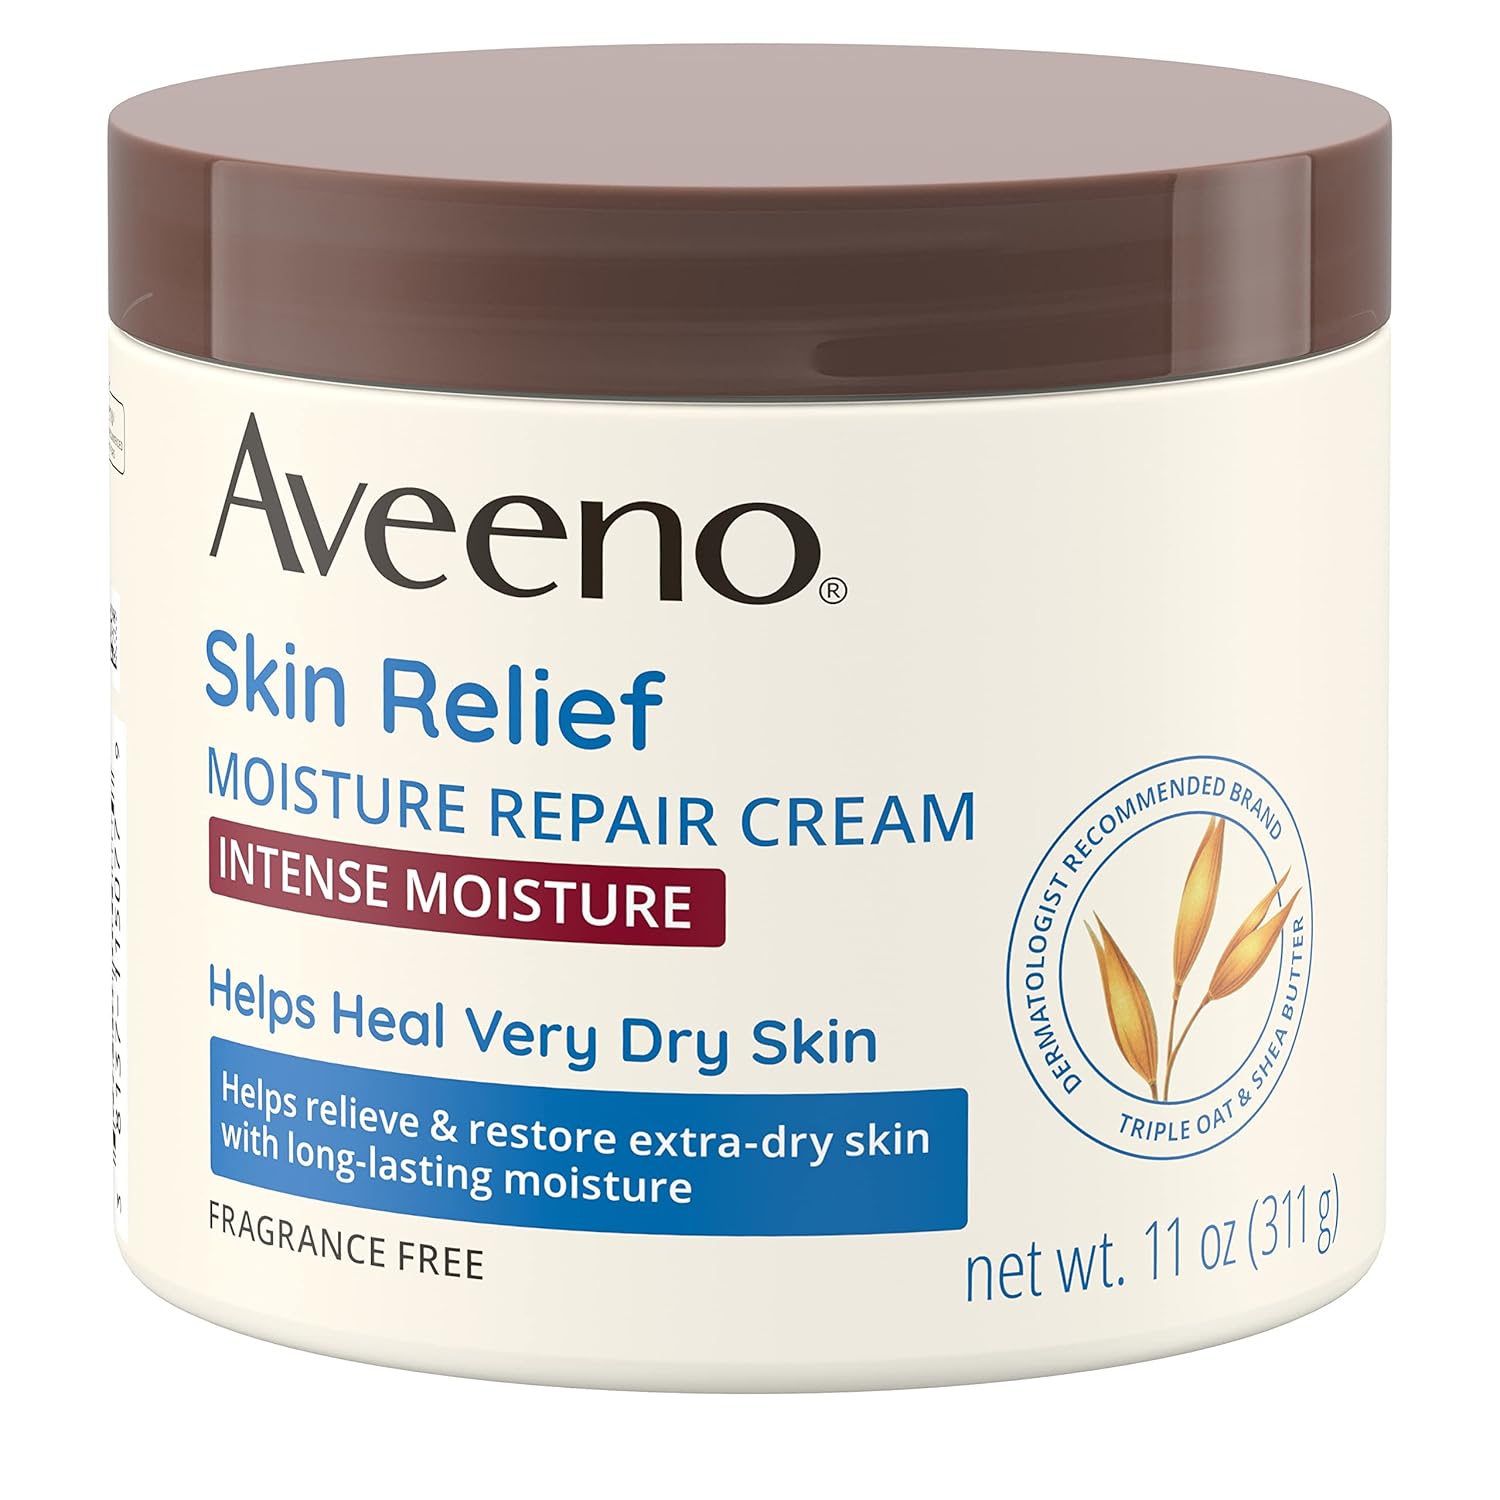 Aveeno®
Skin Relief
MOISTURE REPAIR CREAM
INTENSE MOISTURE
Helps Heal Very Dry Skin
Helps relieve & restore extra-dry skin
with long-lasting moisture
FRAGRANCE FREE
DERMATOLOGIST RECOMMENDED BRAND
TRIPLE OAT & SHEA BUTTER
net wt. 11 oz (311 g)